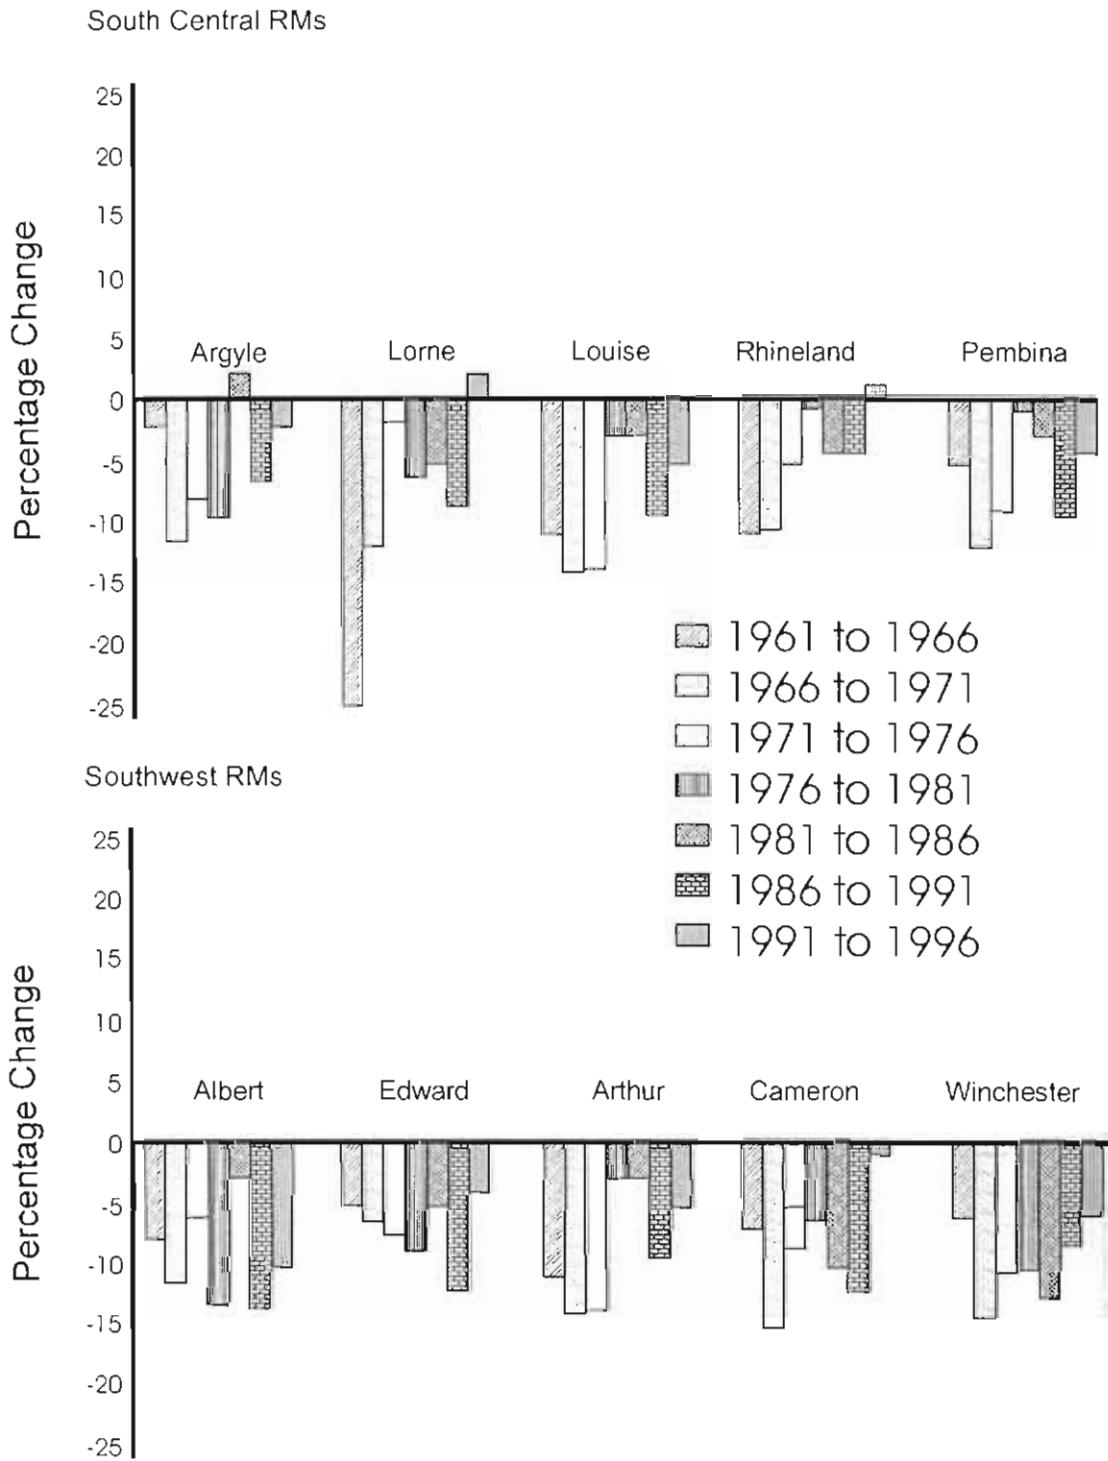 South Central RMs
Percentage Change
25
20
15
10
5
0
-5
-10
-15
-20
-25
Argyle Lorne Louise Rhineland Pembina
1961 to 1966
1966 to 1971
1971 to 1976
1976 to 1981
1981 to 1986
1986 to 1991
1991 to 1996
Southwest RMs
Percentage Change
25
20
15
10
5
0
-5
-10
-15
-20
-25
Albert Edward Arthur Cameron Winchester